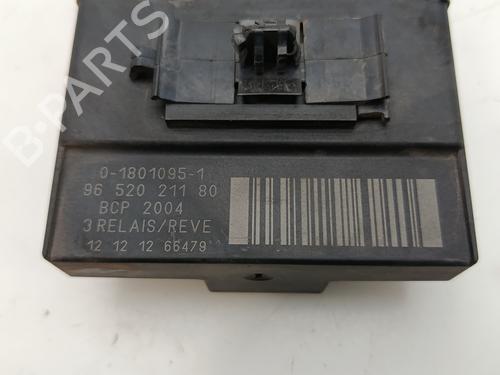 B-PARTS
0-1801095-1
96 520 211 80
BCP 2004
3 RELAIS/REVE
12 12 12 66479